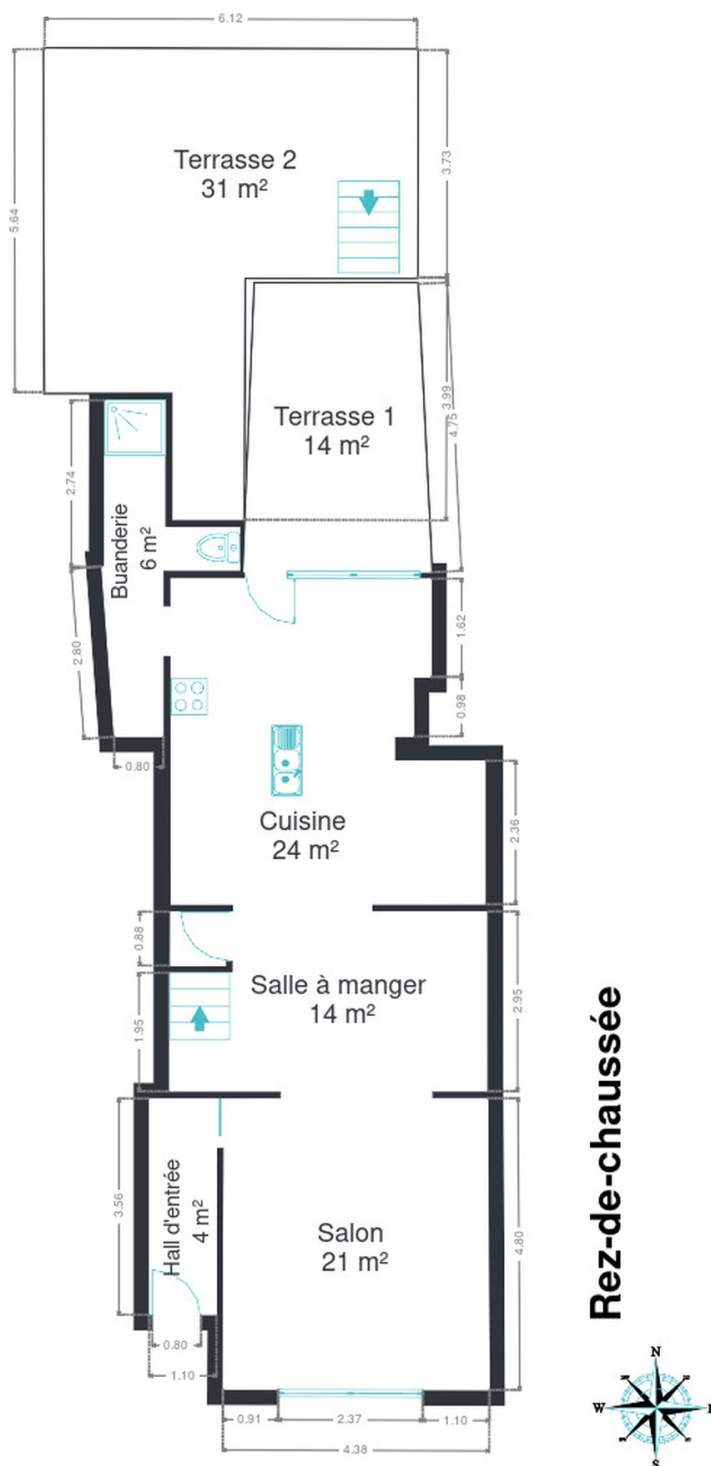 6.12
5.64
3.73
Terrasse 2
31 m²
3.99
4.75
Terrasse 1
14 m²
2.74
Buanderie
6 m²
2.80
1.62
0.98
0.80
Cuisine
24 m²
2.36
0.88
Salle à manger
14 m²
2.95
1.95
Rez-de-chaussée
3.56
Hall d'entrée
4 m²
Salon
21 m²
4.80
0.80
1.10
0.91
2.37
1.10
4.38
N
W
E
S